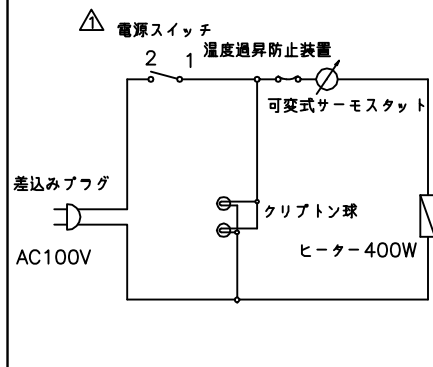 1
電源スイッチ
2 1
温度過昇防止装置
可変式サーモスタット
差込みプラグ
クリプトン球
ヒーター400W
AC100V